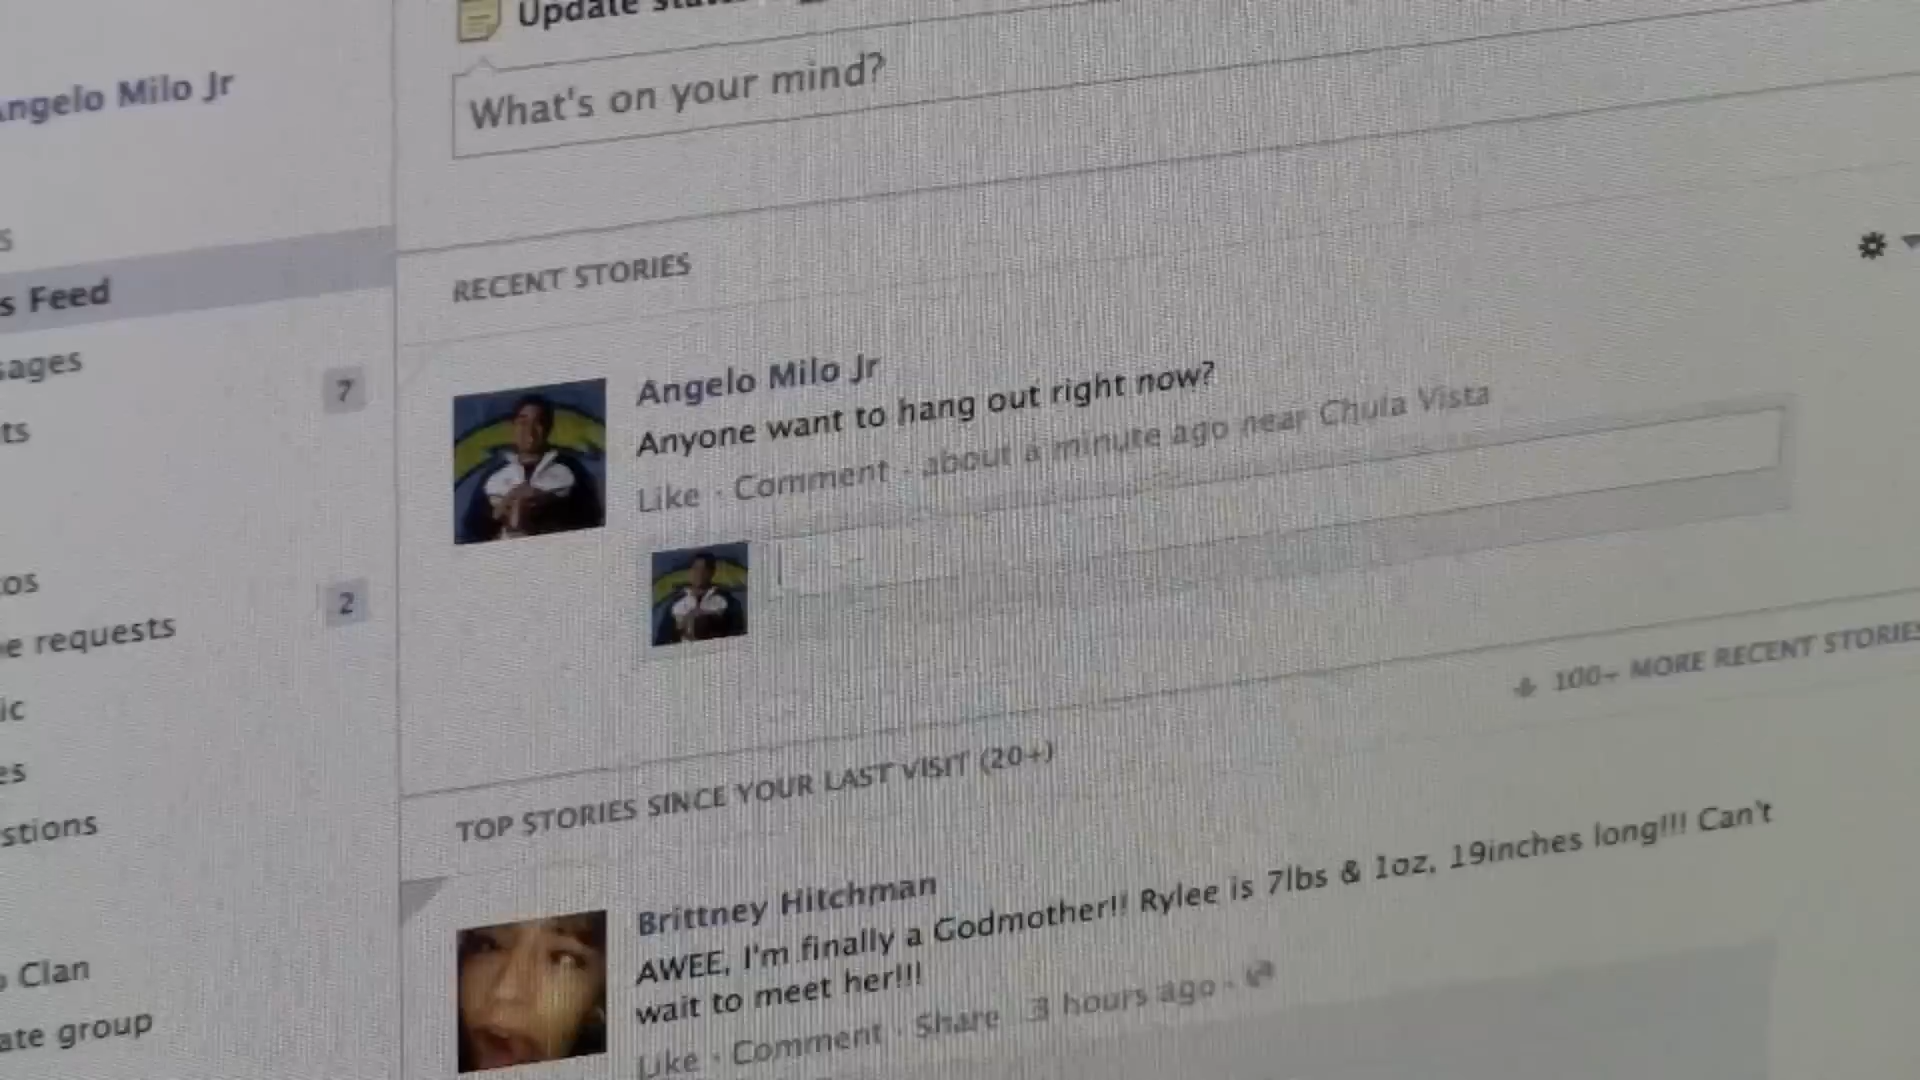 Update
What's on your mind?
Angelo Milo Jr
s Feed
sages
7
ts
os
e requests
2
ic
es
stions
Clan
ate group
RECENT STORIES
Angelo Milo Jr
Anyone want to hang out right now?
Like · Comment · about a minute ago near Chula Vista
100+ MORE RECENT STORIES
TOP STORIES SINCE YOUR LAST VISIT (20+)
Brittney Hitchman
AWEE, I'm finally a Godmother!! Rylee is 7lbs & 1oz, 19inches long!!! Can't
wait to meet her!!!
Like · Comment · Share · 3 hours ago ·